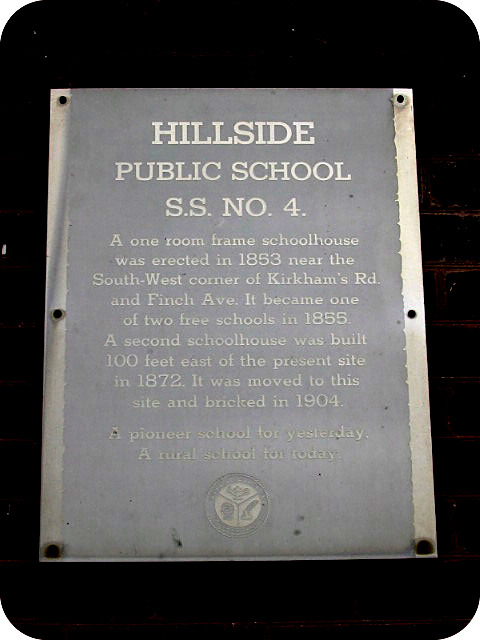 HILLSIDE
PUBLIC SCHOOL
S.S. NO. 4.
A one room frame schoolhouse
was erected in 1853 near the
South-West corner of Kirkham's Rd.
and Finch Ave. It became one
of two free schools in 1855.
A second schoolhouse was built
100 feet east of the present site
in 1872. It was moved to this
site and bricked in 1904.
A pioneer school for yesterday,
A rural school for today.